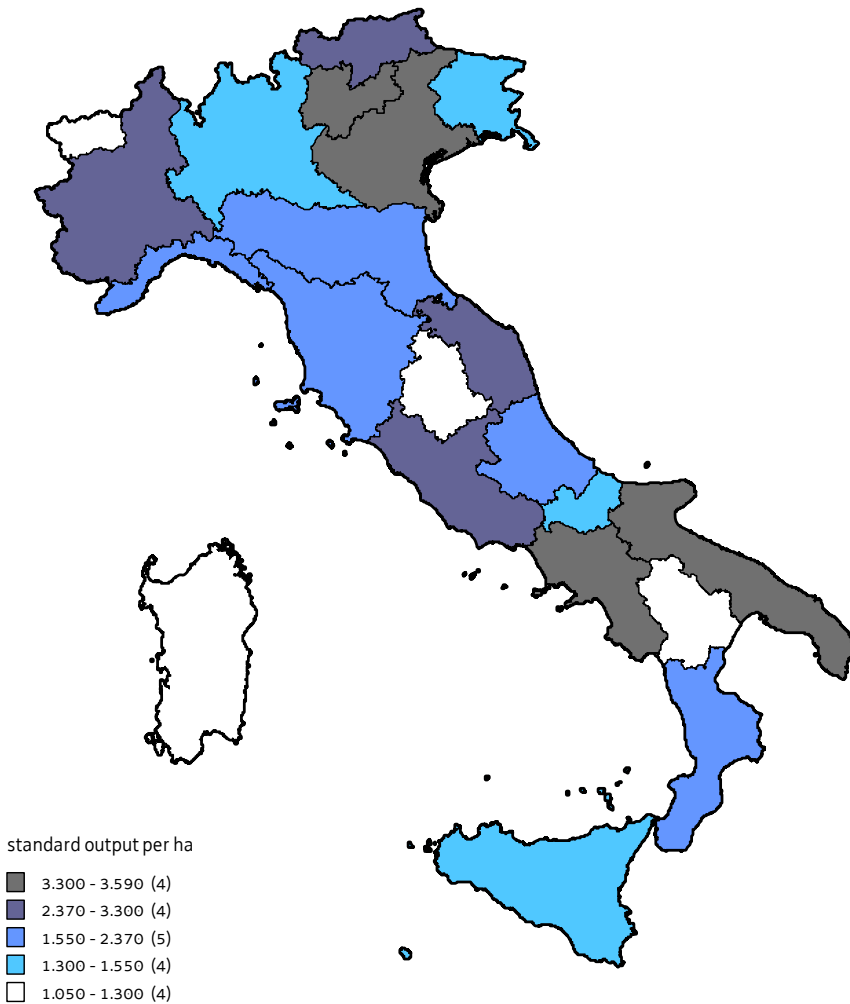 standard output per ha
3.300 - 3.590 (4)
2.370 - 3.300 (4)
1.550 - 2.370 (5)
1.300 - 1.550 (4)
1.050 - 1.300 (4)